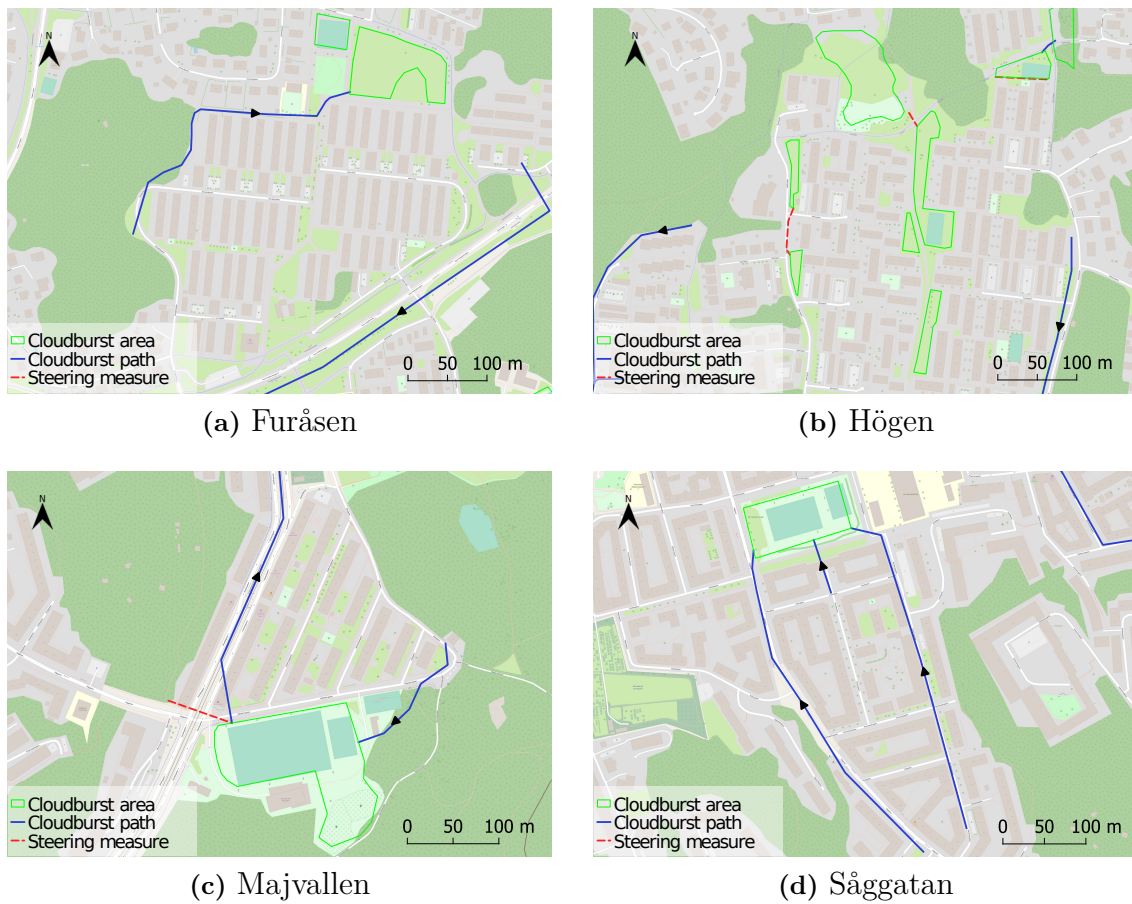 N
Cloudburst area
Cloudburst path
Steering measure
0 50 100 m
(a) Furåsen
N
Cloudburst area
Cloudburst path
Steering measure
0 50 100 m
(b) Högen
N
Cloudburst area
Cloudburst path
Steering measure
0 50 100 m
(c) Majvallen
N
Cloudburst area
Cloudburst path
Steering measure
0 50 100 m
(d) Såggatan